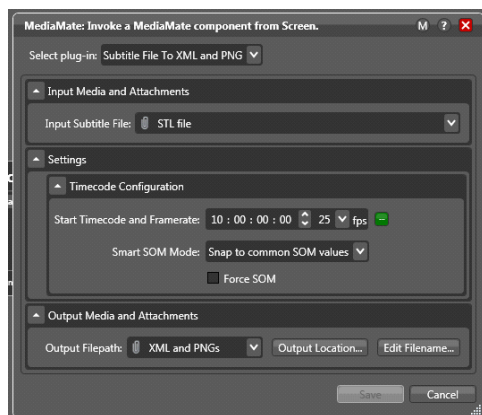 MediaMate: Invoke a MediaMate component from Screen. M ?
Select plug-in: Subtitle File To XML and PNG
Input Media and Attachments
Input Subtitle File: STL file
Settings
Timecode Configuration
Start Timecode and Framerate: 10 : 00 : 00 : 00 25 fps
Smart SOM Mode: Snap to common SOM values
Force SOM
Output Media and Attachments
Output Filepath: XML and PNGs Output Location... Edit Filename...
Save Cancel